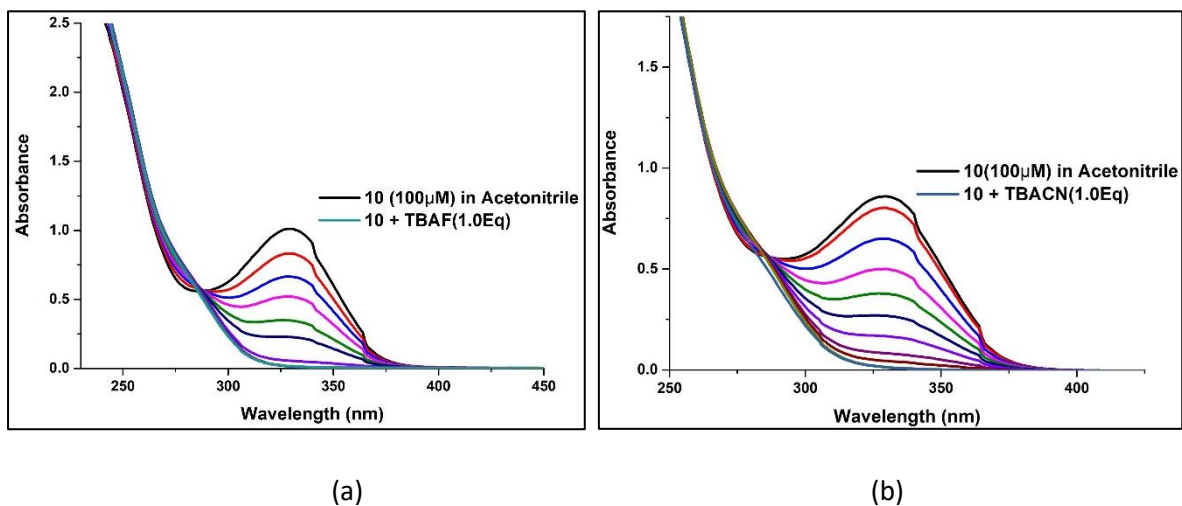 2.5
2.0
1.5
1.0
0.5
0.0
Absorbance
10 (100µM) in Acetonitrile
10 + TBAF(1.0Eq)
250 300 350 400 450
Wavelength (nm)
1.5
1.0
0.5
0.0
Absorbance
10(100µM) in Acetonitrile
10 + TBACN(1.0Eq)
250 300 350 400
Wavelength (nm)
(a) (b)